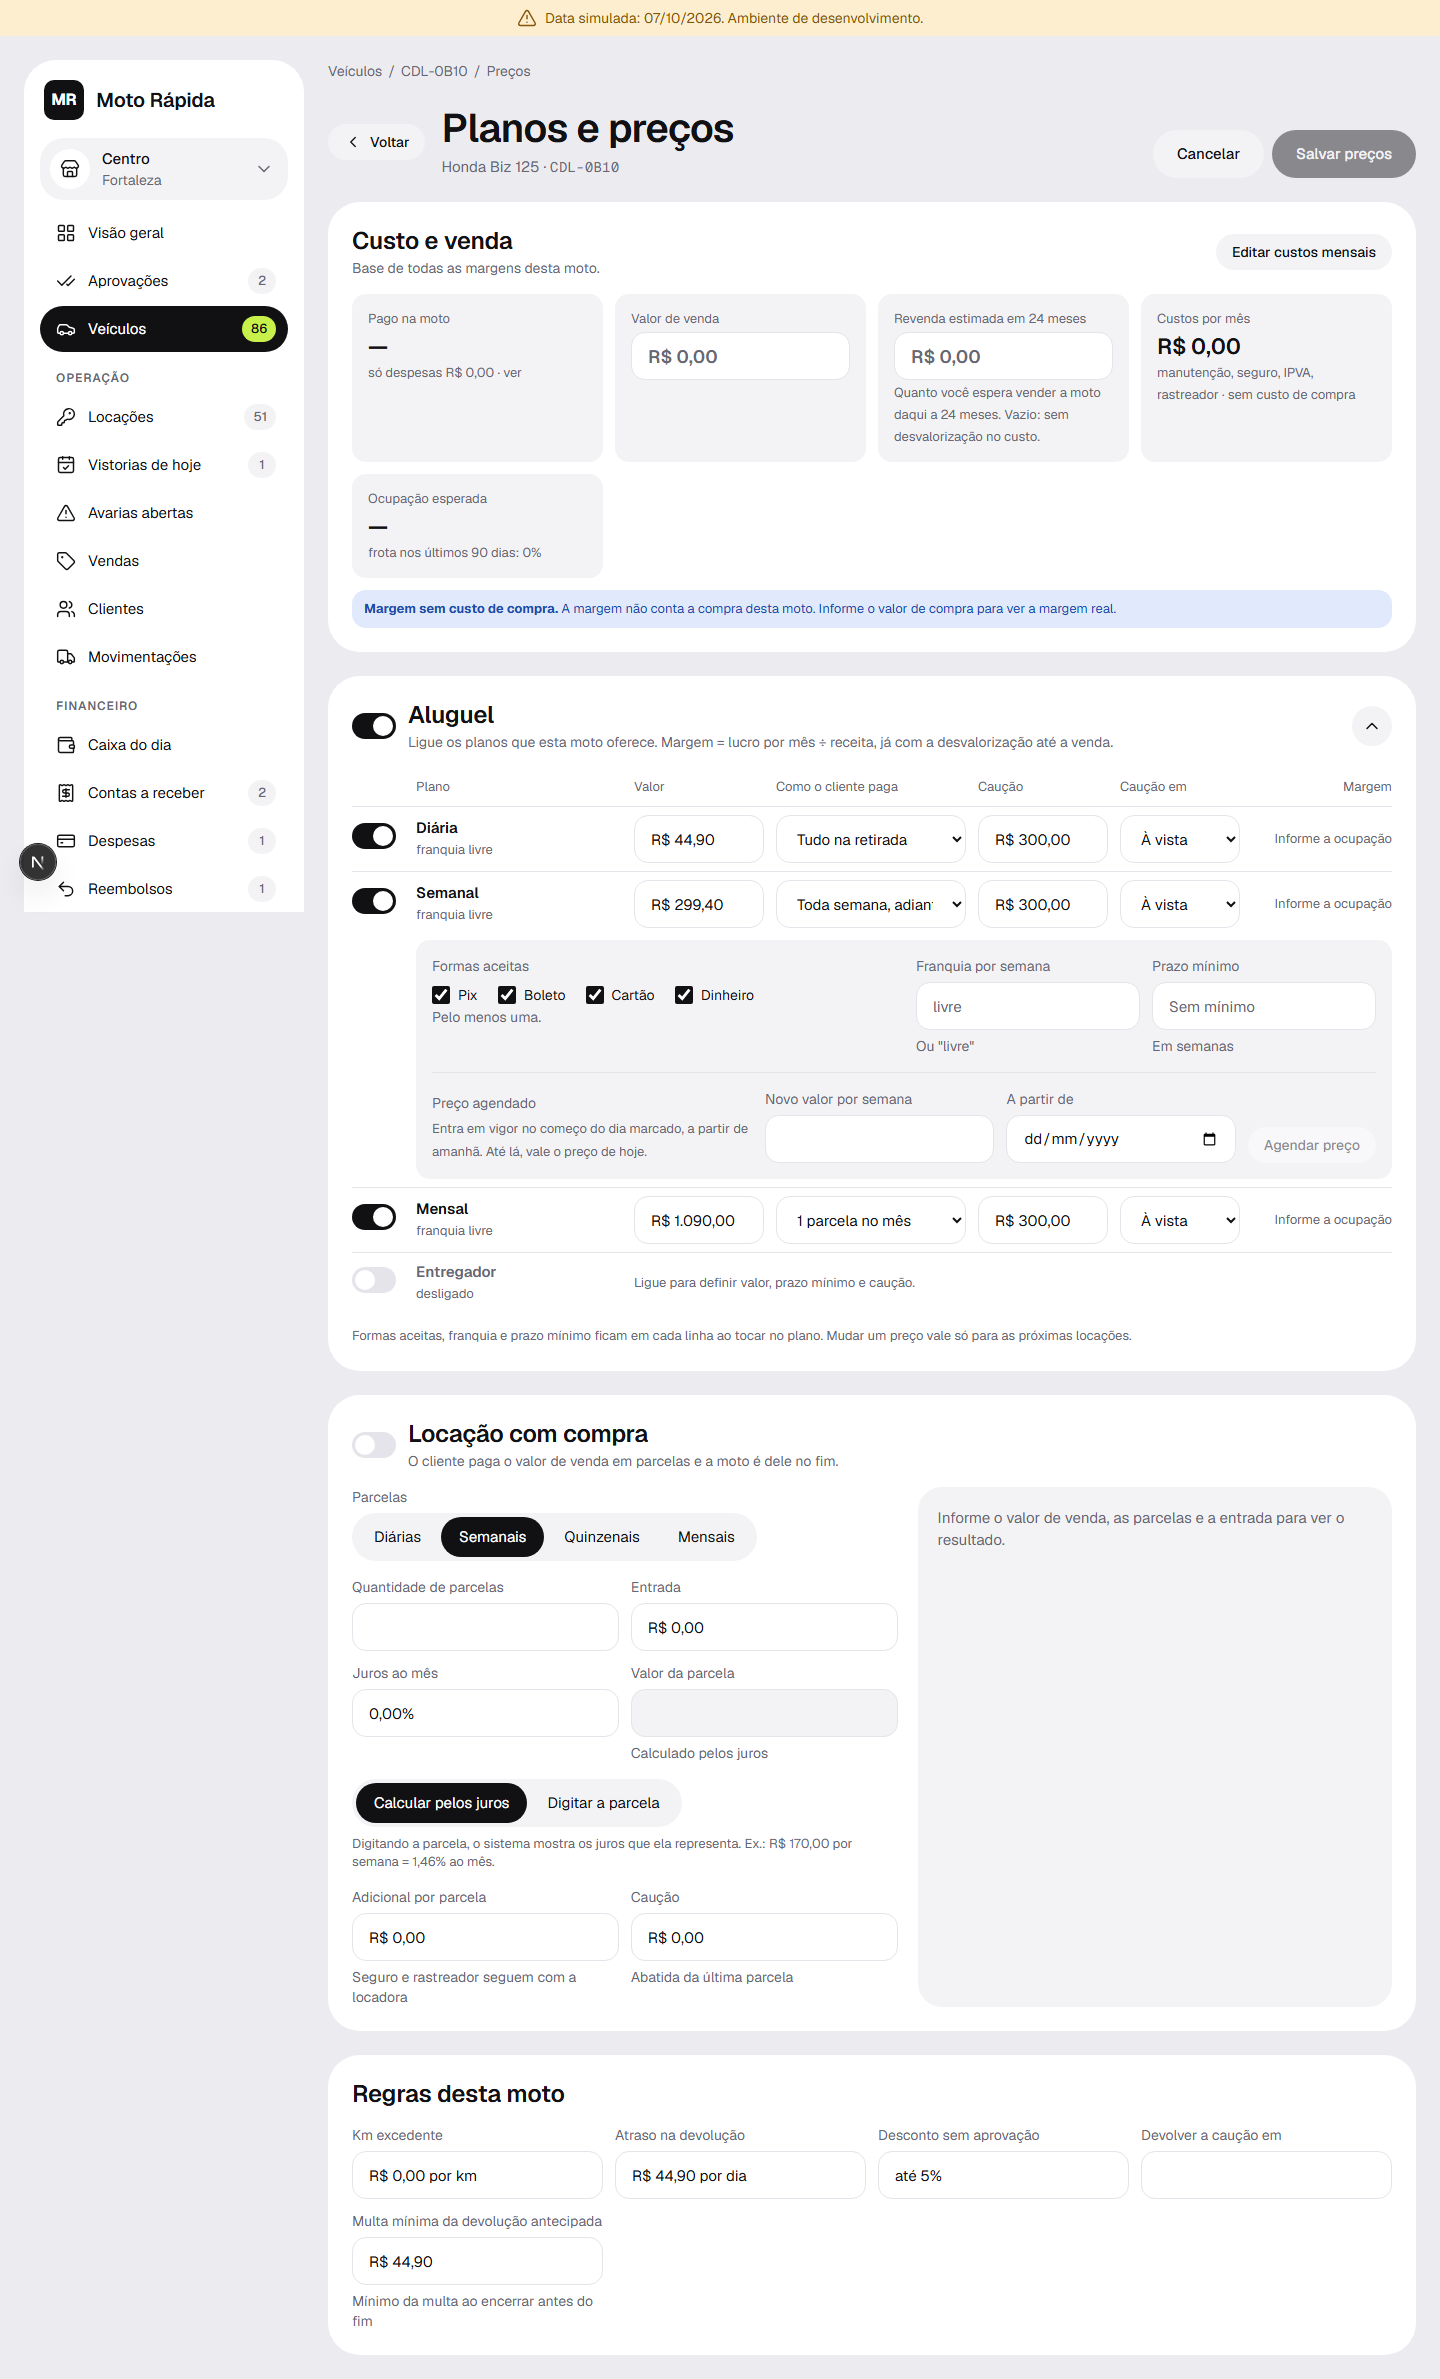 Data simulada: 07/10/2026. Ambiente de desenvolvimento.
MR Moto Rápida
Centro
Fortaleza
Visão geral
Aprovações 2
Veículos 86
OPERAÇÃO
Locações 51
Vistorias de hoje 1
Avarias abertas
Vendas
Clientes
Movimentações
FINANCEIRO
Caixa do dia
Contas a receber 2
Despesas 1
N
Reembolsos 1
Veículos / CDL-0B10 / Preços
Voltar
Planos e preços
Honda Biz 125 · CDL-0B10
Cancelar
Salvar preços
Custo e venda
Base de todas as margens desta moto.
Editar custos mensais
Pago na moto
—
só despesas R$ 0,00 · ver
Valor de venda
R$ 0,00
Revenda estimada em 24 meses
R$ 0,00
Quanto você espera vender a moto
daqui a 24 meses. Vazio: sem
desvalorização no custo.
Custos por mês
R$ 0,00
manutenção, seguro, IPVA,
rastreador · sem custo de compra
Ocupação esperada
—
frota nos últimos 90 dias: 0%
Margem sem custo de compra. A margem não conta a compra desta moto. Informe o valor de compra para ver a margem real.
Aluguel
Ligue os planos que esta moto oferece. Margem = lucro por mês ÷ receita, já com a desvalorização até a venda.
Plano Valor Como o cliente paga Caução Caução em Margem
Diária
franquia livre
R$ 44,90 Tudo na retirada R$ 300,00 À vista Informe a ocupação
Semanal
franquia livre
R$ 299,40 Toda semana, adian R$ 300,00 À vista Informe a ocupação
Formas aceitas
Pix Boleto Cartão Dinheiro
Pelo menos uma.
Franquia por semana
livre
Ou "livre"
Prazo mínimo
Sem mínimo
Em semanas
Preço agendado
Entra em vigor no começo do dia marcado, a partir de
amanhã. Até lá, vale o preço de hoje.
Novo valor por semana
A partir de
dd/mm/yyyy
Agendar preço
Mensal
franquia livre
R$ 1.090,00 1 parcela no mês R$ 300,00 À vista Informe a ocupação
Entregador
desligado
Ligue para definir valor, prazo mínimo e caução.
Formas aceitas, franquia e prazo mínimo ficam em cada linha ao tocar no plano. Mudar um preço vale só para as próximas locações.
Locação com compra
O cliente paga o valor de venda em parcelas e a moto é dele no fim.
Parcelas
Diárias Semanais Quinzenais Mensais
Quantidade de parcelas
Entrada
R$ 0,00
Juros ao mês
0,00%
Valor da parcela
Calculado pelos juros
Calcular pelos juros Digitar a parcela
Digitando a parcela, o sistema mostra os juros que ela representa. Ex.: R$ 170,00 por
semana = 1,46% ao mês.
Adicional por parcela
R$ 0,00
Seguro e rastreador seguem com a
locadora
Caução
R$ 0,00
Abatida da última parcela
Informe o valor de venda, as parcelas e a entrada para ver o
resultado.
Regras desta moto
Km excedente
R$ 0,00 por km
Atraso na devolução
R$ 44,90 por dia
Desconto sem aprovação
até 5%
Devolver a caução em
Multa mínima da devolução antecipada
R$ 44,90
Mínimo da multa ao encerrar antes do
fim